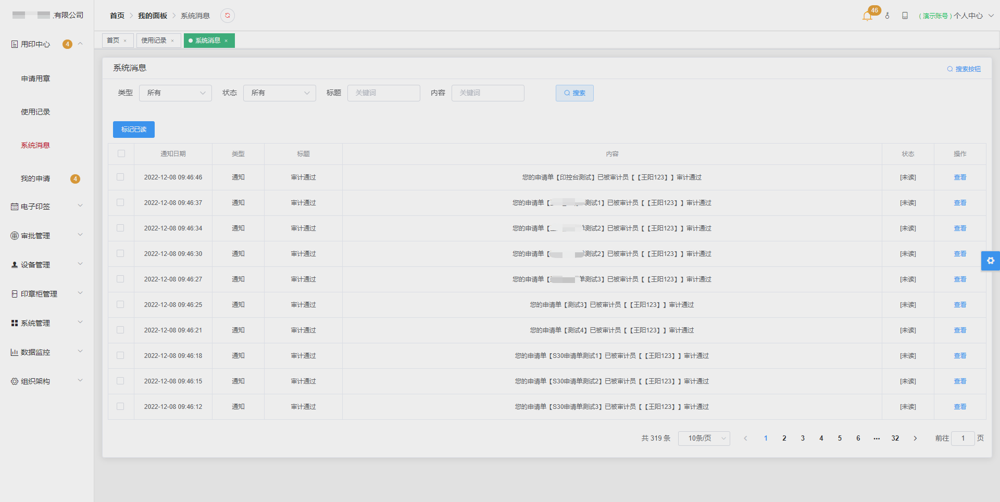 有限公司
用印中心 4
申请用章
使用记录
系统消息
我的申请 4
电子印签
审批管理
设备管理
印章柜管理
系统管理
数据监控
组织架构
首页 > 我的面板 > 系统消息
46
(演示账号) 个人中心
首页 ×
使用记录 ×
系统消息 ×
系统消息
搜索按钮
类型 所有 状态 所有 标题 关键词 内容 关键词 搜索
标记已读
通知日期 类型 标题 内容 状态 操作
2022-12-08 09:46:46 通知 审计通过 您的申请单【印控台测试】已被审计员【【王阳123】】审计通过 [未读] 查看
2022-12-08 09:46:37 通知 审计通过 您的申请单【测试1】已被审计员【【王阳123】】审计通过 [未读] 查看
2022-12-08 09:46:34 通知 审计通过 您的申请单【测试2】已被审计员【【王阳123】】审计通过 [未读] 查看
2022-12-08 09:46:30 通知 审计通过 您的申请单【测试2】已被审计员【【王阳123】】审计通过 [未读] 查看
2022-12-08 09:46:27 通知 审计通过 您的申请单【单测试3】已被审计员【【王阳123】】审计通过 [未读] 查看
2022-12-08 09:46:25 通知 审计通过 您的申请单【测试3】已被审计员【【王阳123】】审计通过 [未读] 查看
2022-12-08 09:46:21 通知 审计通过 您的申请单【测试4】已被审计员【【王阳123】】审计通过 [未读] 查看
2022-12-08 09:46:18 通知 审计通过 您的申请单【S30申请单测试1】已被审计员【【王阳123】】审计通过 [未读] 查看
2022-12-08 09:46:15 通知 审计通过 您的申请单【S30申请单测试2】已被审计员【【王阳123】】审计通过 [未读] 查看
2022-12-08 09:46:12 通知 审计通过 您的申请单【S30申请单测试3】已被审计员【【王阳123】】审计通过 [未读] 查看
共 319 条 10条/页 < 1 2 3 4 5 6 ••• 32 > 前往 1 页